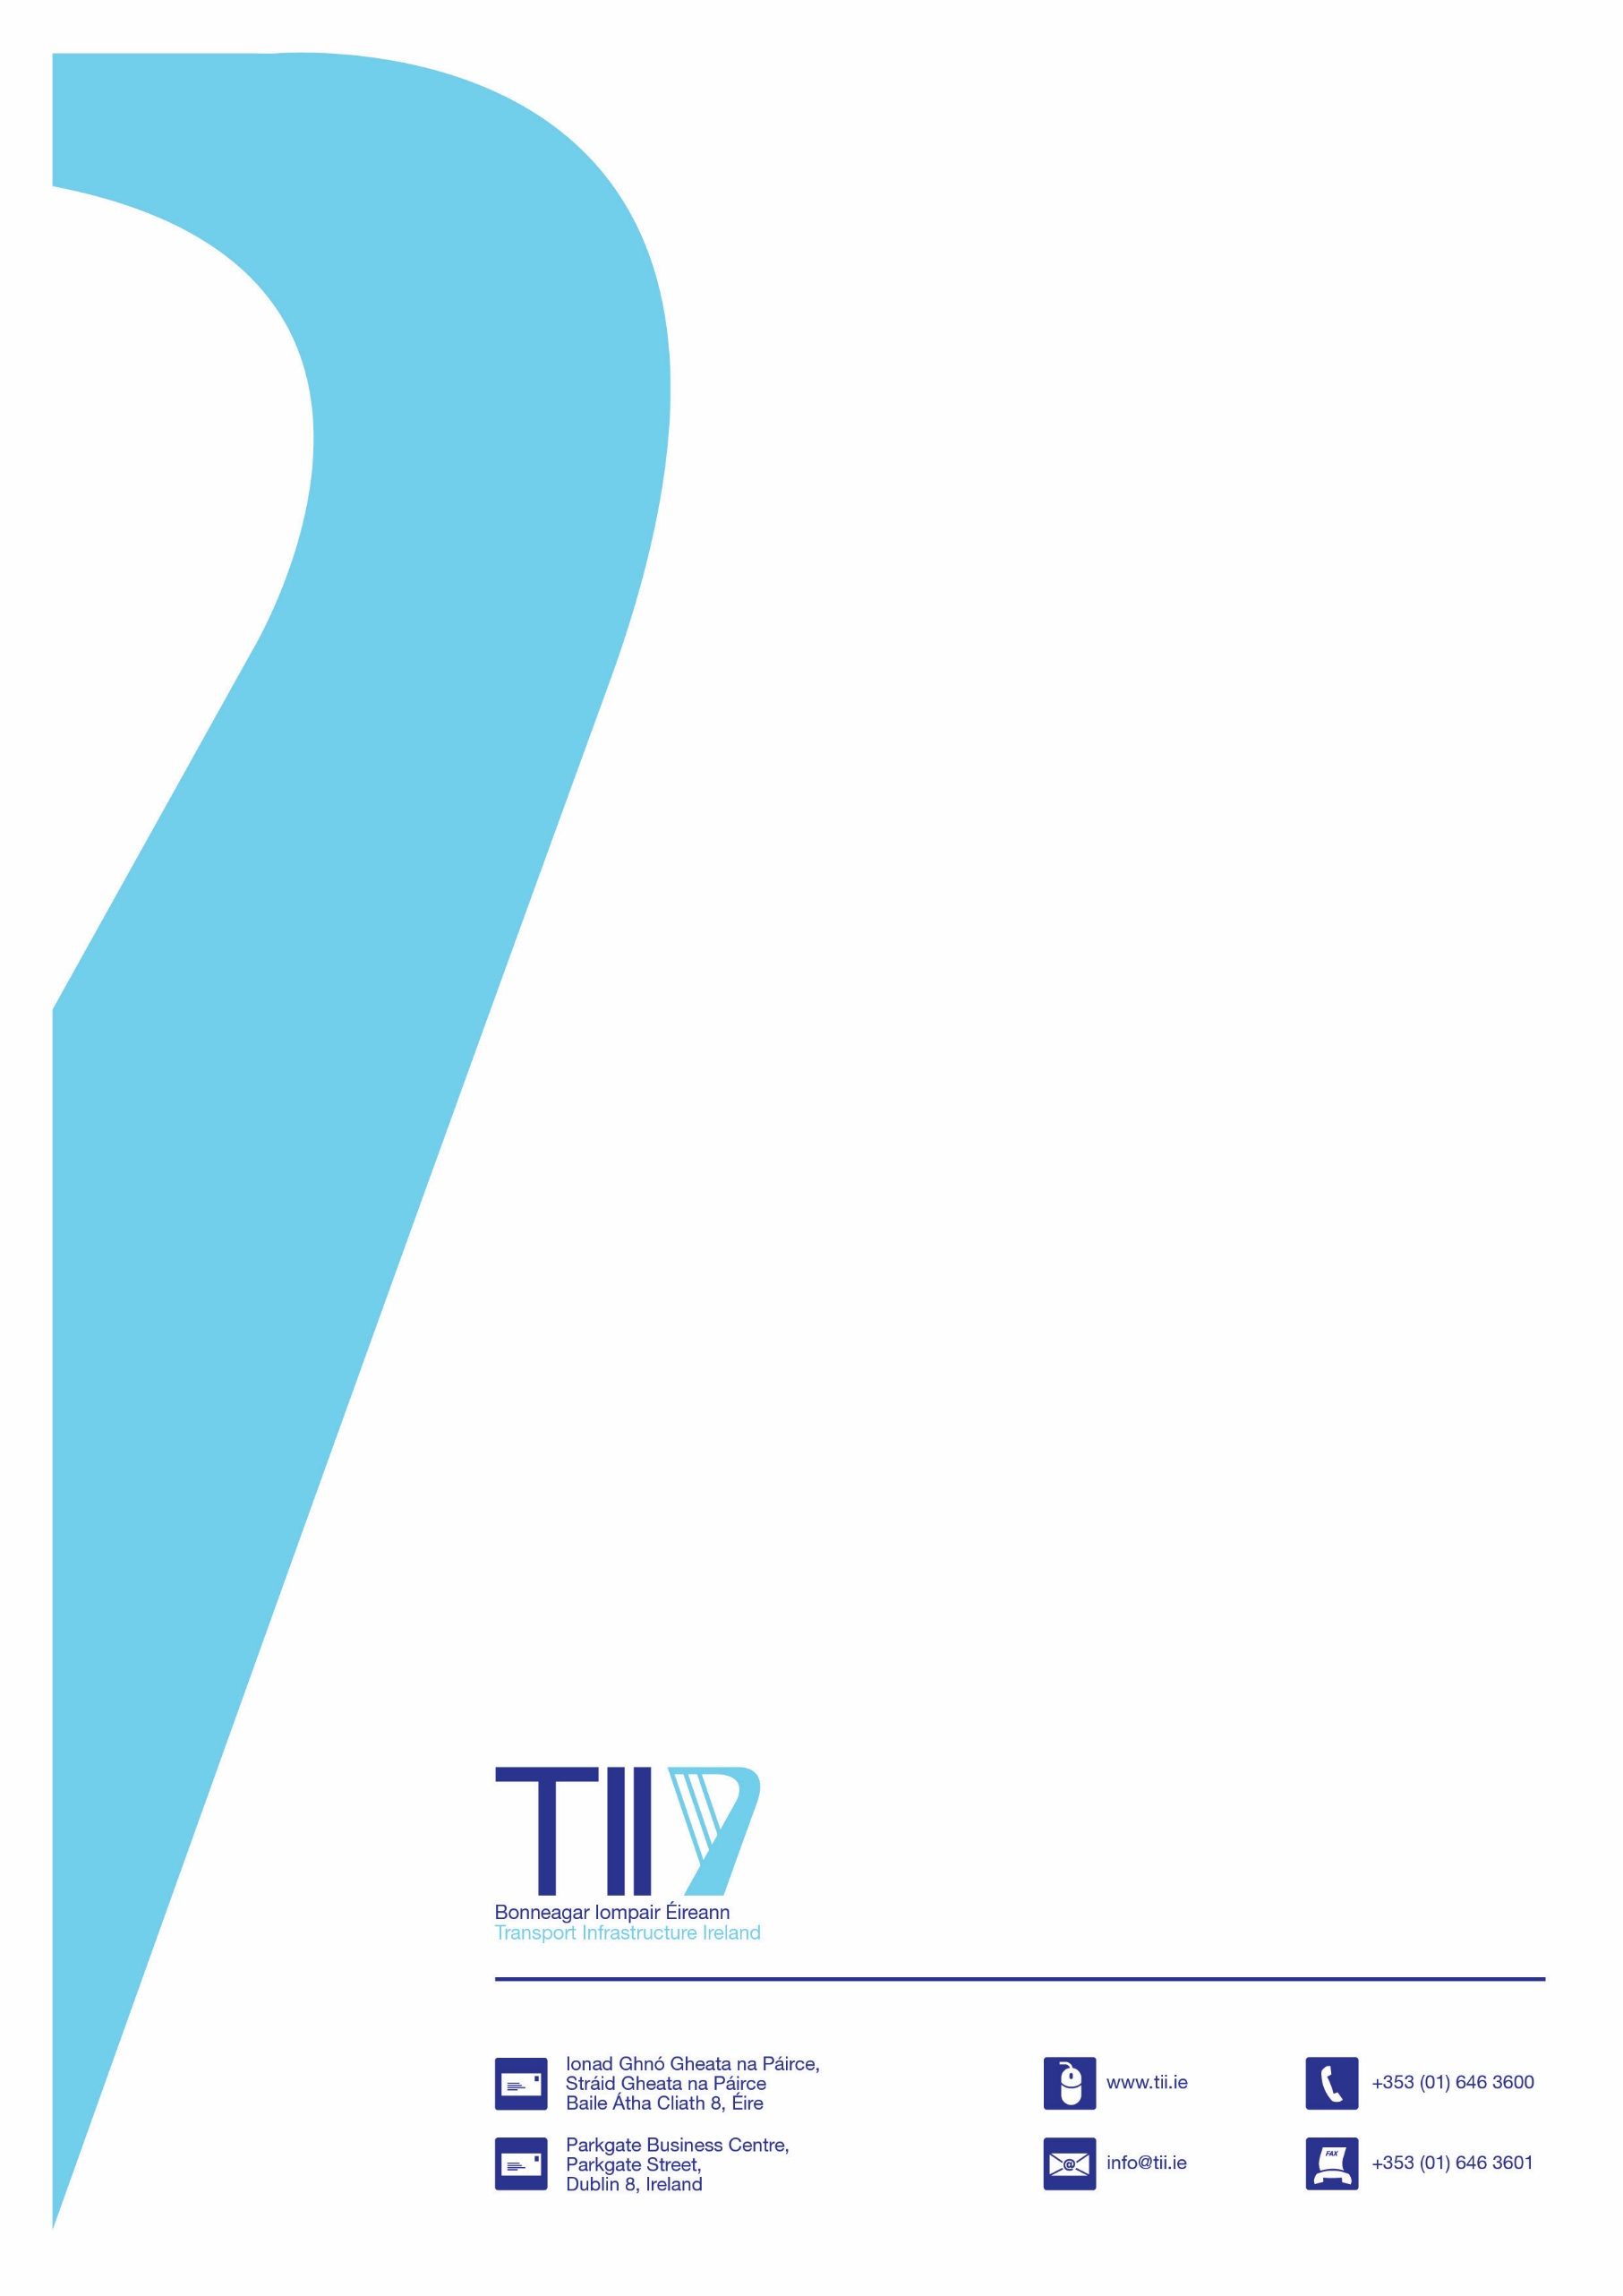 TII
Bonneagar Iompair Éireann
Transport Infrastructure Ireland
Ionad Ghnó Gheata na Páirce,
Stráid Gheata na Páirce
Baile Átha Cliath 8, Éire
Parkgate Business Centre,
Parkgate Street,
Dublin 8, Ireland
www.tii.ie
@
info@tii.ie
+353 (01) 646 3600
FAX
+353 (01) 646 3601